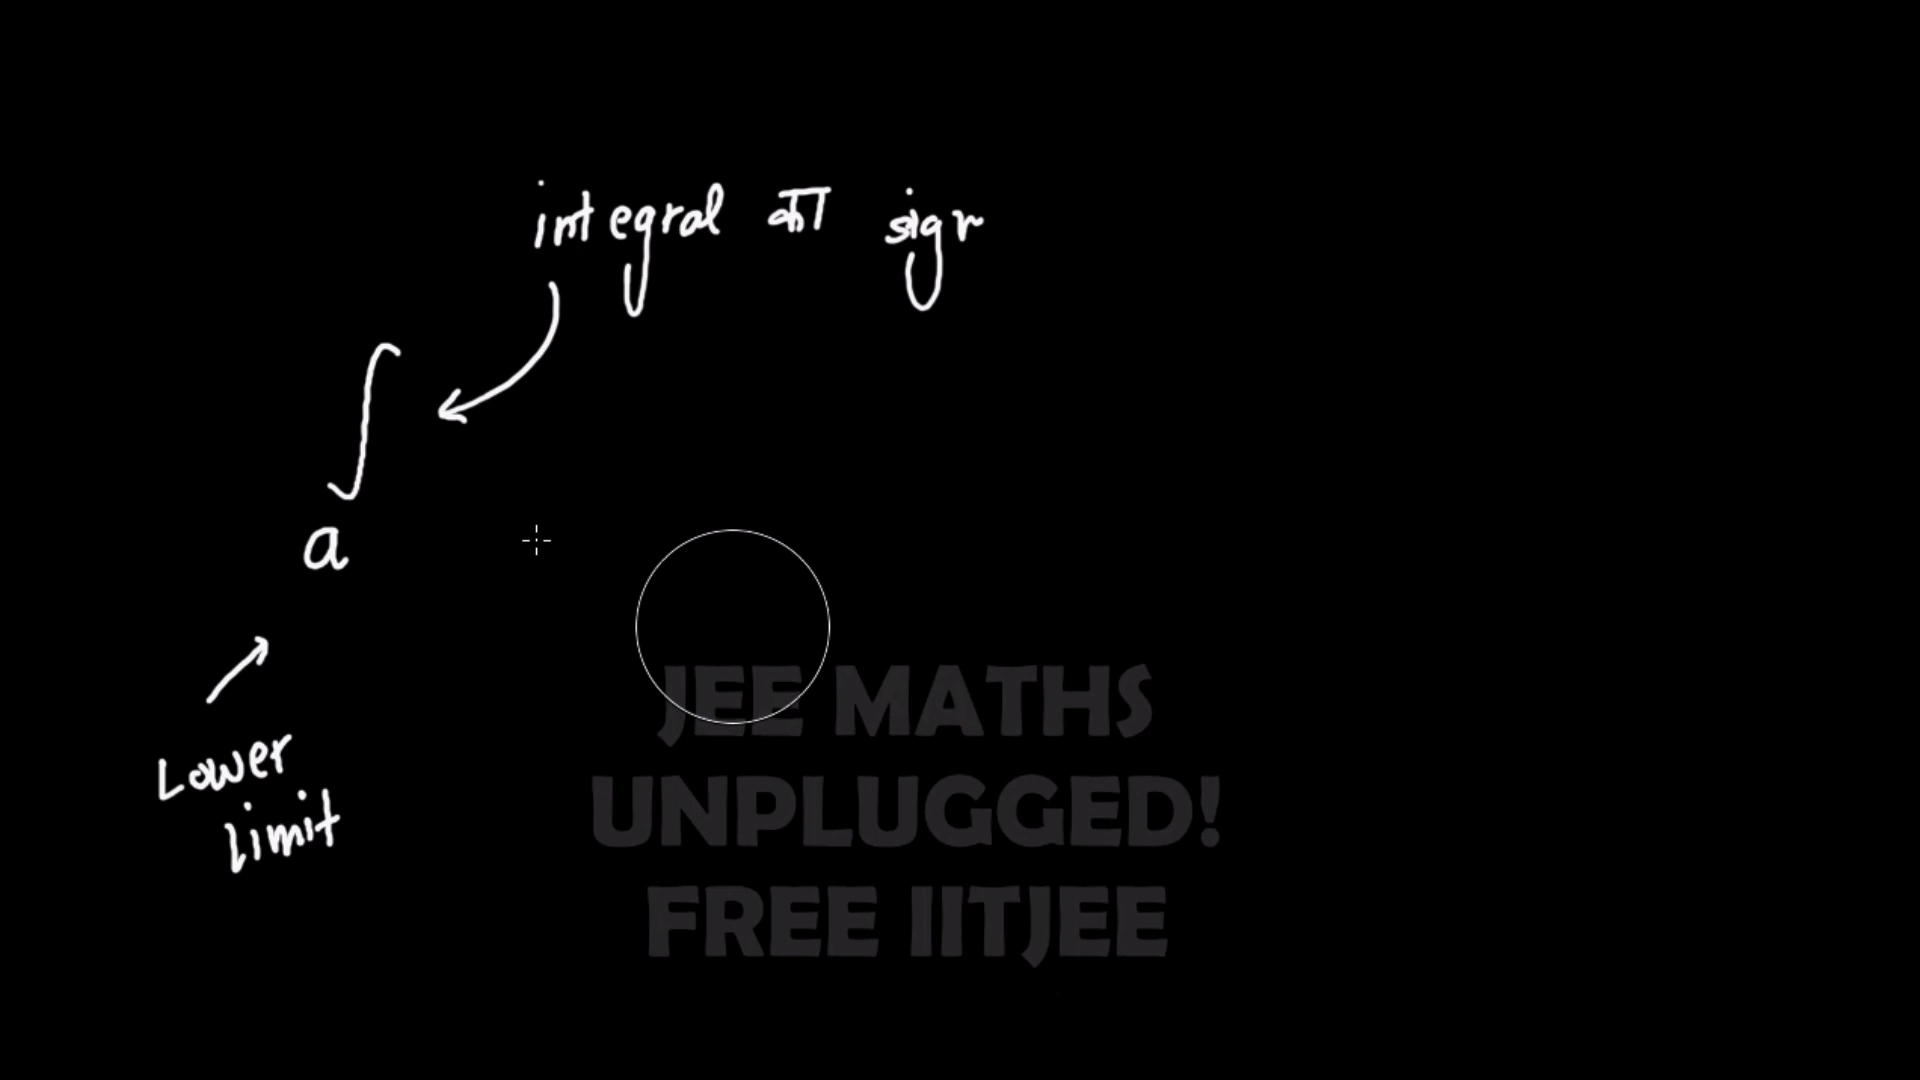 integral का sign
∫
a
Lower
limit
JEE MATHS
UNPLUGGED!
FREE IITJEE